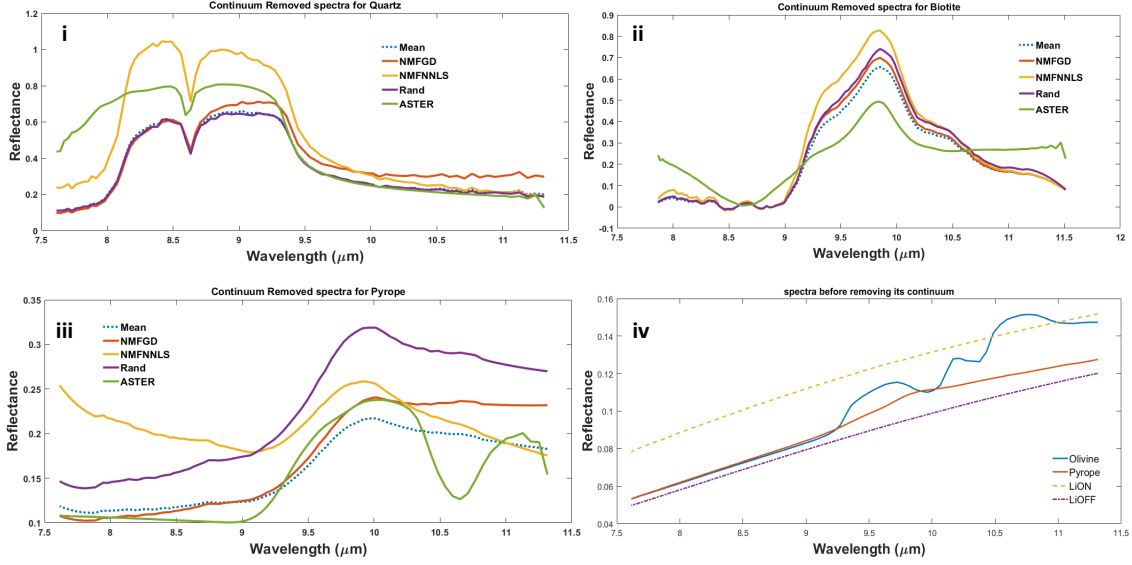 Continuum Removed spectra for Quartz
i
1.2
1
0.8
0.6
0.4
0.2
0
Reflectance
Mean
NMFGD
NMFNNLS
Rand
ASTER
7.5 8 8.5 9 9.5 10 10.5 11 11.5
Wavelength (μm)
Continuum Removed spectra for Biotite
ii
0.9
0.8
0.7
0.6
0.5
0.4
0.3
0.2
0.1
0
-0.1
Reflectance
Mean
NMFGD
NMFNNLS
Rand
ASTER
7.5 8 8.5 9 9.5 10 10.5 11 11.5 12
Wavelength (μm)
Continuum Removed spectra for Pyrope
iii
0.35
0.3
0.25
0.2
0.15
0.1
Reflectance
Mean
NMFGD
NMFNNLS
Rand
ASTER
7.5 8 8.5 9 9.5 10 10.5 11 11.5
Wavelength (μm)
spectra before removing its continuum
iv
0.16
0.14
0.12
0.1
0.08
0.06
0.04
Reflectance
Olivine
Pyrope
LiON
LiOFF
7.5 8 8.5 9 9.5 10 10.5 11 11.5
Wavelength (μm)